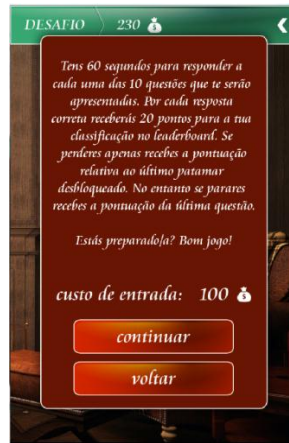 DESAFIO 230
Tens 60 segundos para responder a
cada uma das 10 questões que te serão
apresentadas. Por cada resposta
correta receberás 20 pontos para a tua
classificação no leaderboard. Se
perderes apenas recebes a pontuação
relativa ao último patamar
desbloqueado. No entanto se parares
recebes a pontuação da última questão.
Estás preparado/a? Bom jogo!
custo de entrada: 100
continuar
voltar